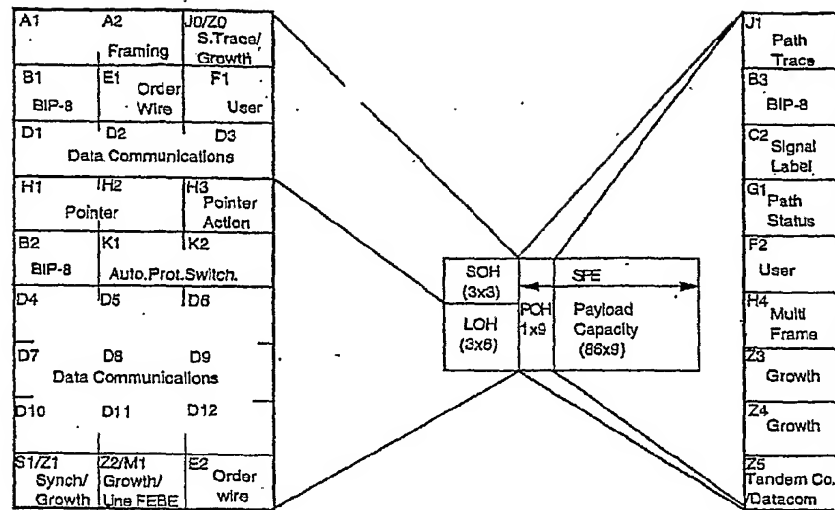 A1 A2 J0/Z0
Framing S.Trace/
Growth
B1 E1 Order F1
BIP-8 Wire User
D1 D2 D3
Data Communications
H1 H2 H3
Pointer Pointer
Action
B2 K1 K2
BIP-8 Auto.Prot.Switch.
D4 D5 D6
D7 D8 D9
Data Communications
D10 D11 D12
S1/Z1 Z2/M1 E2
Synch/ Growth/ Order
Growth Line FEBE wire
SOH
(3x3)
LOH
(3x6)
SPE
POH
1x9
Payload
Capacity
(86x9)
J1
Path
Trace
B3
BIP-8
C2 Signal
Label
G1
Path
Status
F2
User
H4
Multi
Frame
Z3
Growth
Z4
Growth
Z5
Tandem Co.
/Datacom